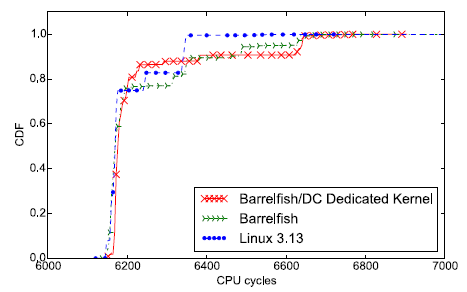 CDF
1.0
0.8
0.6
0.4
0.2
0.0
Barrelfish/DC Dedicated Kernel
Barrelfish
Linux 3.13
6000 6200 6400 6600 6800 7000
CPU cycles